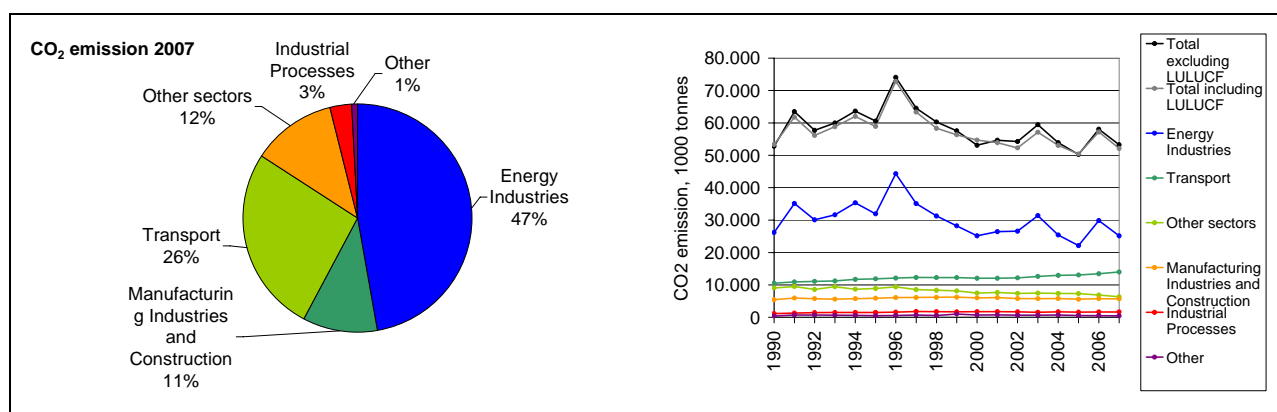 CO₂ emission 2007
Industrial
Processes
3%
Other
1%
Other sectors
12%
Energy
Industries
47%
Transport
26%
Manufacturin
g Industries
and
Construction
11%
CO2 emission, 1000 tonnes
80.000
70.000
60.000
50.000
40.000
30.000
20.000
10.000
0
1990
1992
1994
1996
1998
2000
2002
2004
2006
Total
excluding
LULUCF
Total including
LULUCF
Energy
Industries
Transport
Other sectors
Manufacturing
Industries and
Construction
Industrial
Processes
Other